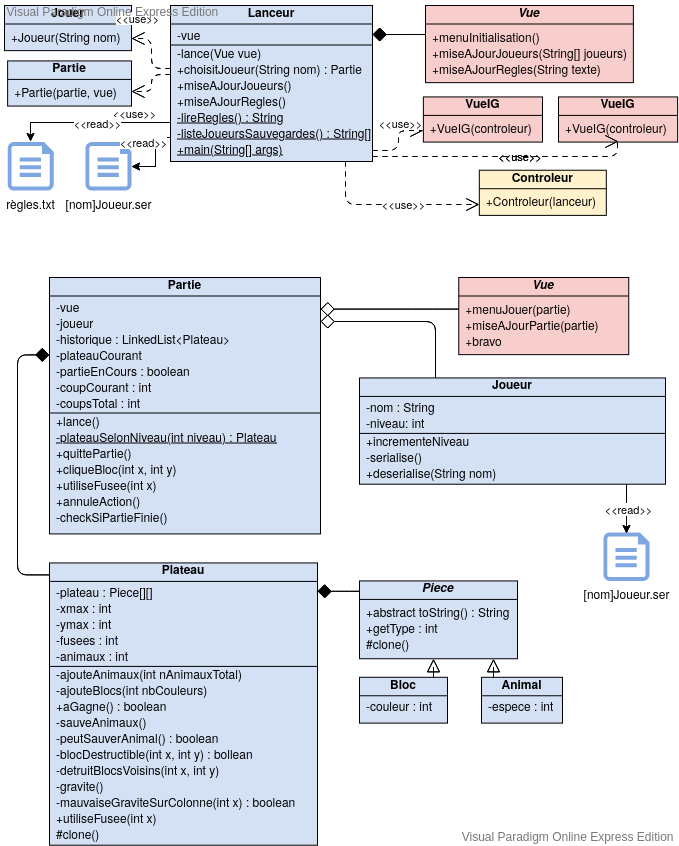 Visual Paradigm Online Express Edition
Joueur
+Joueur(String nom)
Partie
+Partie(partie, vue)
<<use>>
<<use>>
<<read>>
<<read>>
règles.txt
[nom]Joueur.ser
Lanceur
-vue
-lance(Vue vue)
+choisitJoueur(String nom) : Partie
+miseAJourJoueurs()
+miseAJourRegles()
-lireRegles() : String
-listeJoueursSauvegardes() : String[]
+main(String[] args)
Vue
+menuInitialisation()
+miseAJourJoueurs(String[] joueurs)
+miseAJourRegles(String texte)
<<use>>
VueIG
+VueIG(controleur)
VueIG
+VueIG(controleur)
<<use>>
<<use>>
Controleur
+Controleur(lanceur)
Partie
-vue
-joueur
-historique : LinkedList<Plateau>
-plateauCourant
-partieEnCours : boolean
-coupCourant : int
-coupsTotal : int
+lance()
-plateauSelonNiveau(int niveau) : Plateau
+quittePartie()
+cliqueBloc(int x, int y)
+utiliseFusee(int x)
+annuleAction()
-checkSiPartieFinie()
Vue
+menuJouer(partie)
+miseAJourPartie(partie)
+bravo
Joueur
-nom : String
-niveau: int
+incrementeNiveau
-serialise()
+deserialise(String nom)
<<read>>
[nom]Joueur.ser
Plateau
-plateau : Piece[][]
-xmax : int
-ymax : int
-fusees : int
-animaux : int
-ajouteAnimaux(int nAnimauxTotal)
-ajouteBlocs(int nbCouleurs)
+aGagne() : boolean
-sauveAnimaux()
-peutSauverAnimal() : boolean
-blocDestructible(int x, int y) : bollean
-detruitBlocsVoisins(int x, int y)
-gravite()
-mauvaiseGraviteSurColonne(int x) : boolean
+utiliseFusee(int x)
#clone()
Piece
+abstract toString() : String
+getType : int
#clone()
Bloc
-couleur : int
Animal
-espece : int
Visual Paradigm Online Express Edition